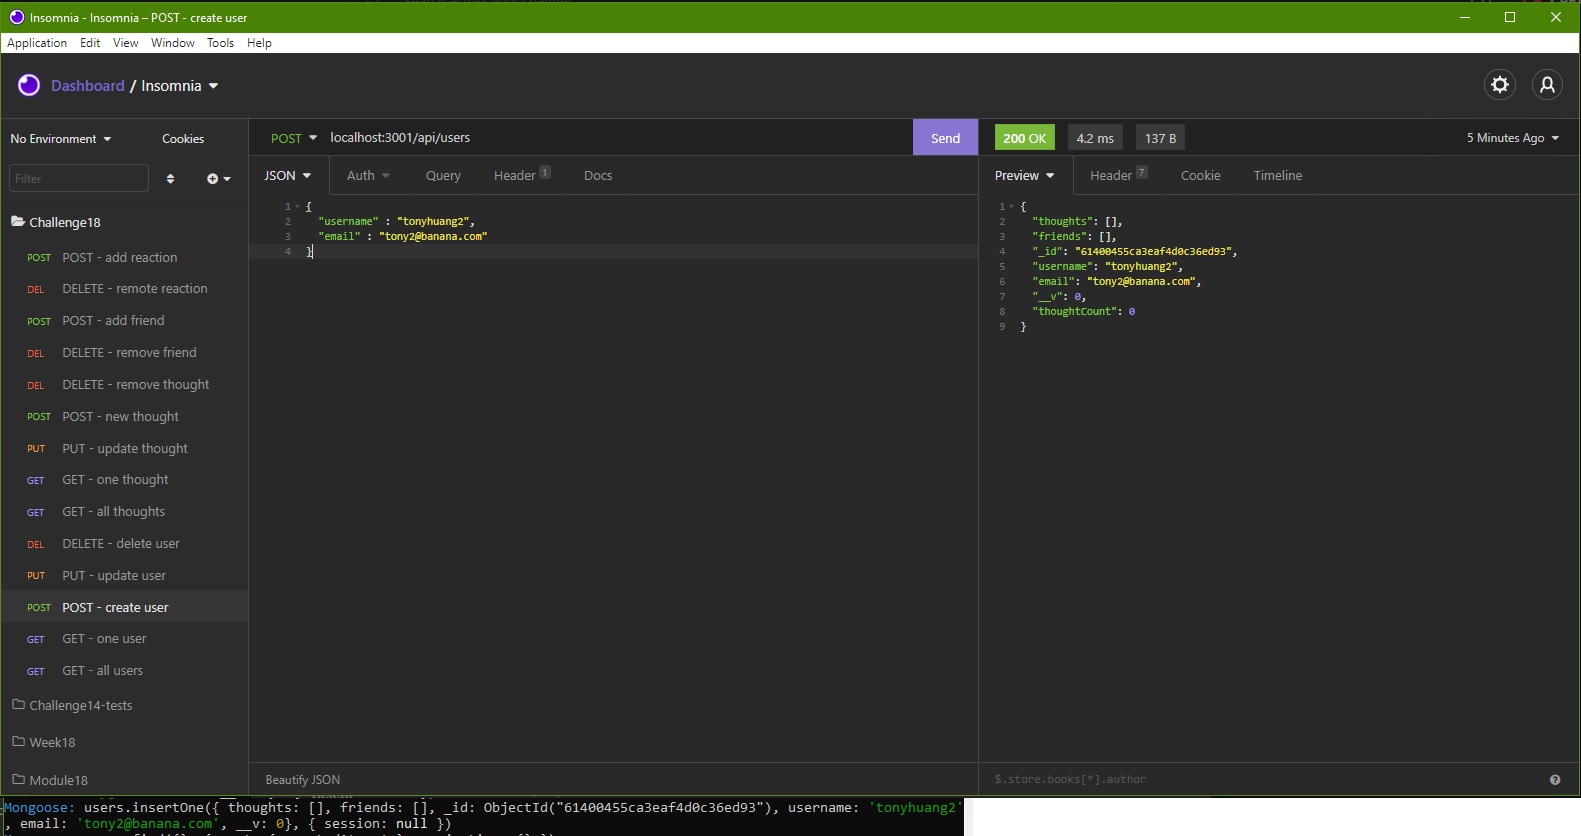 Insomnia - Insomnia – POST - create user
Application Edit View Window Tools Help
Dashboard / Insomnia
No Environment Cookies
POST localhost:3001/api/users Send
200 OK 4.2 ms 137 B 5 Minutes Ago
Filter
JSON Auth Query Header 1 Docs
Preview Header 7 Cookie Timeline
1 {
2 "username" : "tonyhuang2",
3 "email" : "tony2@banana.com"
4 }
1 {
2 "thoughts": [],
3 "friends": [],
4 "_id": "61400455ca3eaf4d0c36ed93",
5 "username": "tonyhuang2",
6 "email": "tony2@banana.com",
7 "__v": 0,
8 "thoughtCount": 0
9 }
Challenge18
POST POST - add reaction
DEL DELETE - remote reaction
POST POST - add friend
DEL DELETE - remove friend
DEL DELETE - remove thought
POST POST - new thought
PUT PUT - update thought
GET GET - one thought
GET GET - all thoughts
DEL DELETE - delete user
PUT PUT - update user
POST POST - create user
GET GET - one user
GET GET - all users
Challenge14-tests
Week18
Module18
Beautify JSON
$.store.books[*].author
Mongoose: users.insertOne({ thoughts: [], friends: [], _id: ObjectId("61400455ca3eaf4d0c36ed93"), username: 'tonyhuang2'
, email: 'tony2@banana.com', __v: 0}, { session: null })